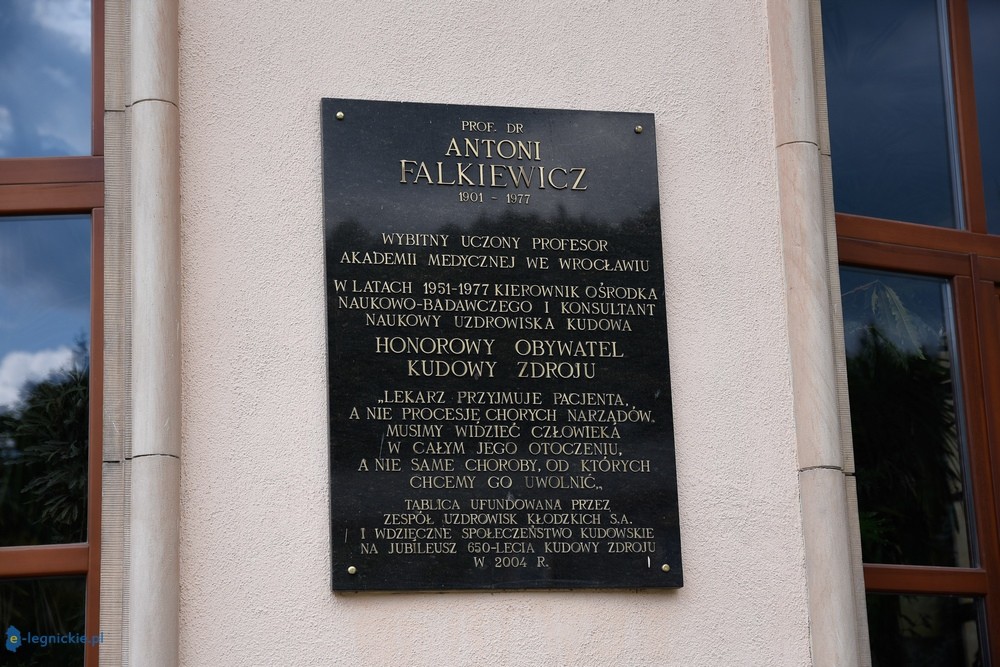 PROF. DR
ANTONI
FALKIEWICZ
1901 - 1977
WYBITNY UCZONY PROFESOR
AKADEMII MEDYCZNEJ WE WROCŁAWIU
W LATACH 1951-1977 KIEROWNIK OŚRODKA
NAUKOWO-BADAWCZEGO I KONSULTANT
NAUKOWY UZDROWISKA KUDOWA
HONOROWY OBYWATEL
KUDOWY ZDROJU
„LEKARZ PRZYJMUJE PACJENTA,
A NIE PROCESJĘ CHORYCH NARZĄDÓW.
MUSIMY WIDZIEĆ CZŁOWIEKA
W CAŁYM JEGO OTOCZENIU,
A NIE SAME CHOROBY, OD KTÓRYCH
CHCEMY GO UWOLNIĆ„
TABLICA UFUNDOWANA PRZEZ
ZESPÓŁ UZDROWISK KŁODZKICH S.A.
I WDZIĘCZNE SPOŁECZEŃSTWO KUDOWSKIE
NA JUBILEUSZ 650-LECIA KUDOWY ZDROJU
W 2004 R.
e-legnickie.pl